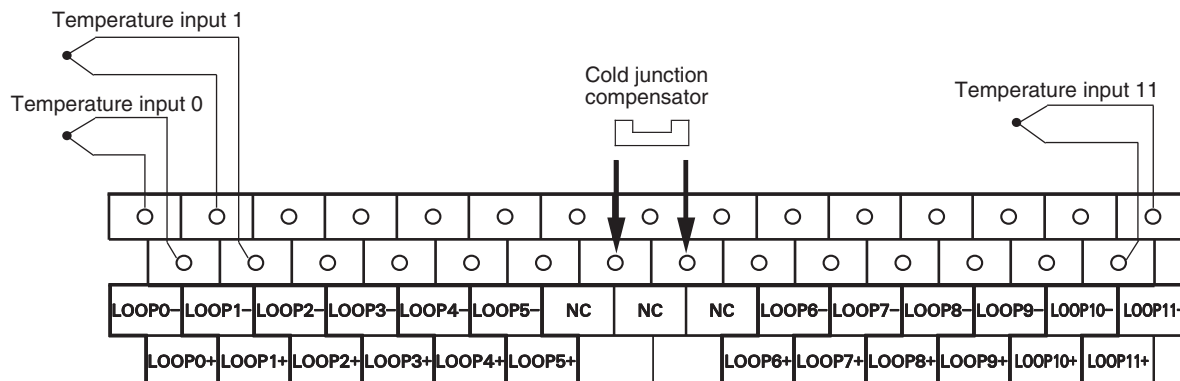 Temperature input 1
Temperature input 0
Cold junction
compensator
Temperature input 11
LOOP0− LOOP1− LOOP2− LOOP3− LOOP4− LOOP5− NC NC NC LOOP6− LOOP7− LOOP8− LOOP9− LOOP10− LOOP11−
LOOP0+ LOOP1+ LOOP2+ LOOP3+ LOOP4+ LOOP5+ LOOP6+ LOOP7+ LOOP8+ LOOP9+ LOOP10+ LOOP11+